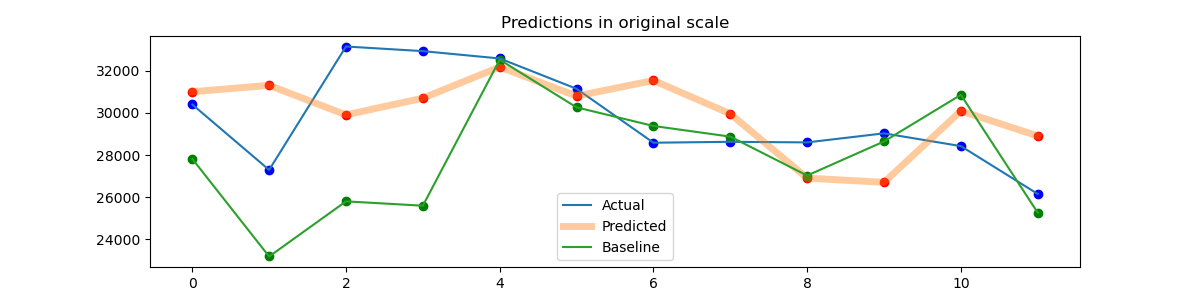 Predictions in original scale
32000
30000
28000
26000
24000
Actual
Predicted
Baseline
0 2 4 6 8 10